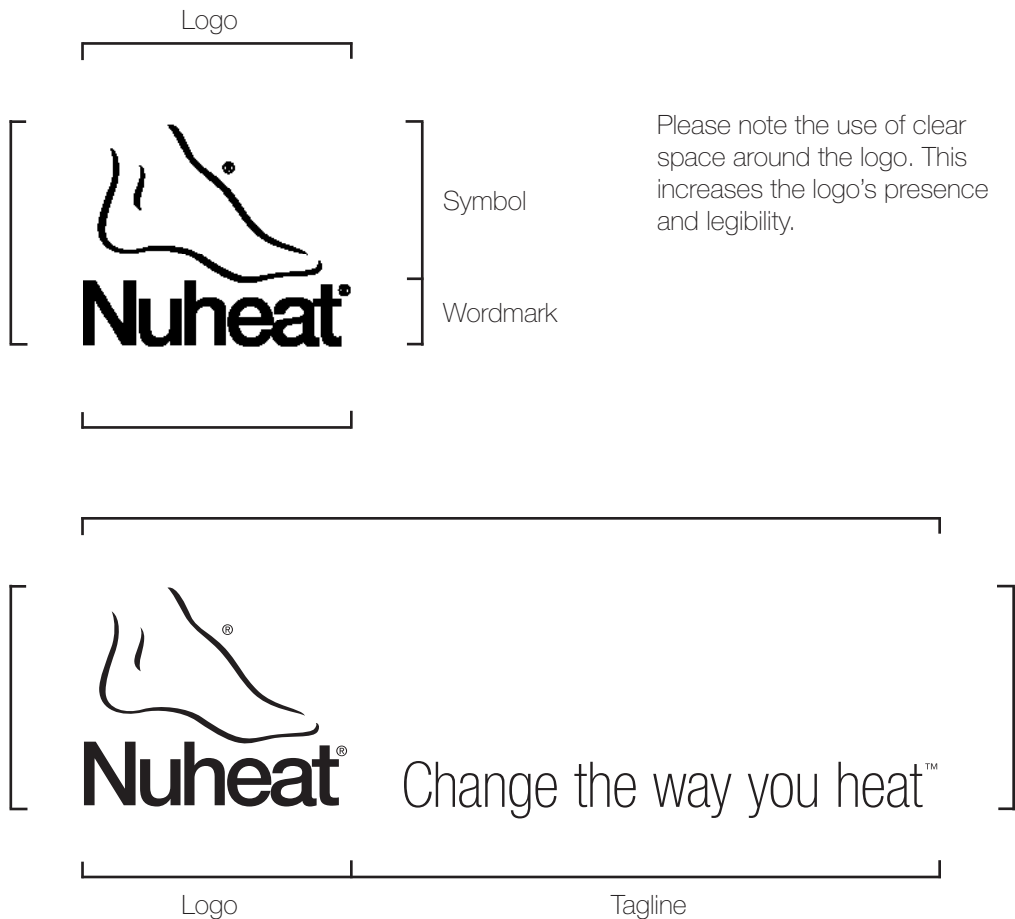 Logo
Please note the use of clear
space around the logo. This
increases the logo's presence
and legibility.
®
Symbol
Nuheat®
Wordmark
®
Nuheat®
Change the way you heat™
Logo
Tagline